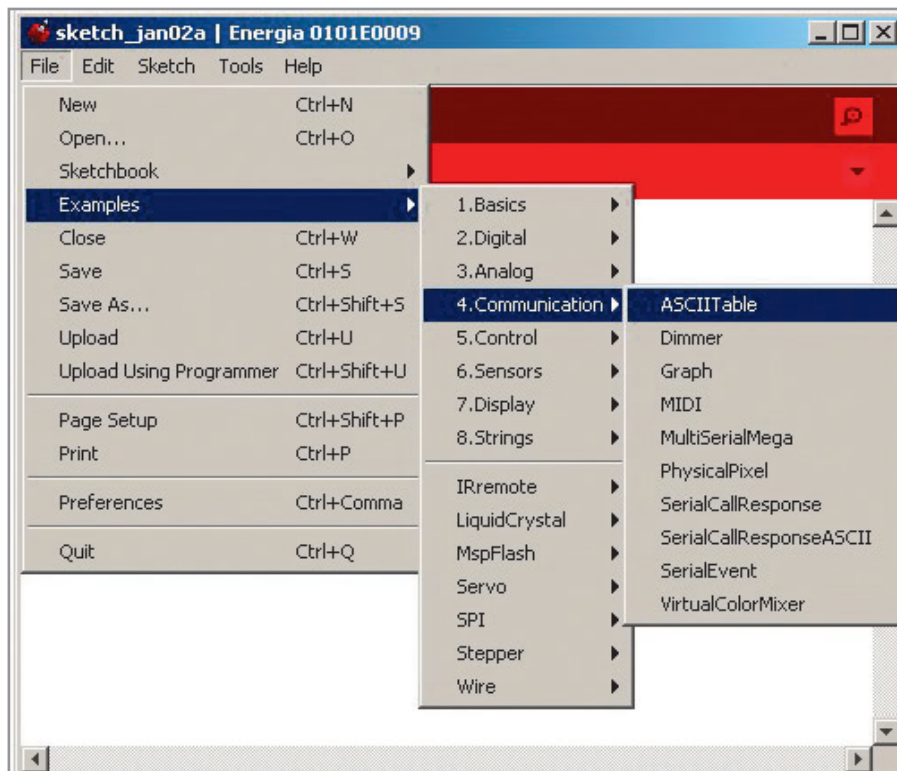 sketch_jan02a | Energia 0101E0009
File Edit Sketch Tools Help
New Ctrl+N
Open... Ctrl+O
Sketchbook
Examples
Close Ctrl+W
Save Ctrl+S
Save As... Ctrl+Shift+S
Upload Ctrl+U
Upload Using Programmer Ctrl+Shift+U
Page Setup Ctrl+Shift+P
Print Ctrl+P
Preferences Ctrl+Comma
Quit Ctrl+Q
1.Basics
2.Digital
3.Analog
4.Communication
5.Control
6.Sensors
7.Display
8.Strings
IRremote
LiquidCrystal
MspFlash
Servo
SPI
Stepper
Wire
ASCIITable
Dimmer
Graph
MIDI
MultiSerialMega
PhysicalPixel
SerialCallResponse
SerialCallResponseASCII
SerialEvent
VirtualColorMixer